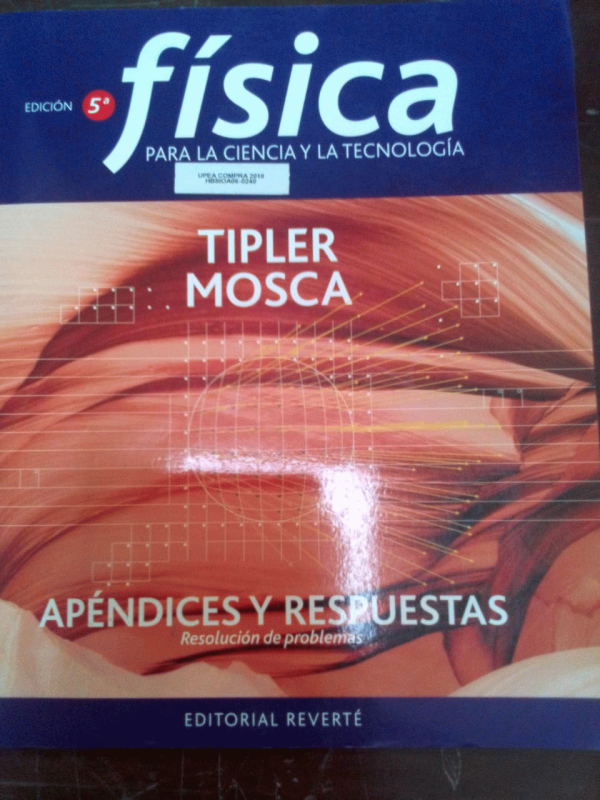 EDICIÓN 5ª física
PARA LA CIENCIA Y LA TECNOLOGÍA
UPEA COMPRA 2010
TIPLER
MOSCA
APÉNDICES Y RESPUESTAS
Resolución de problemas
EDITORIAL REVERTÉ